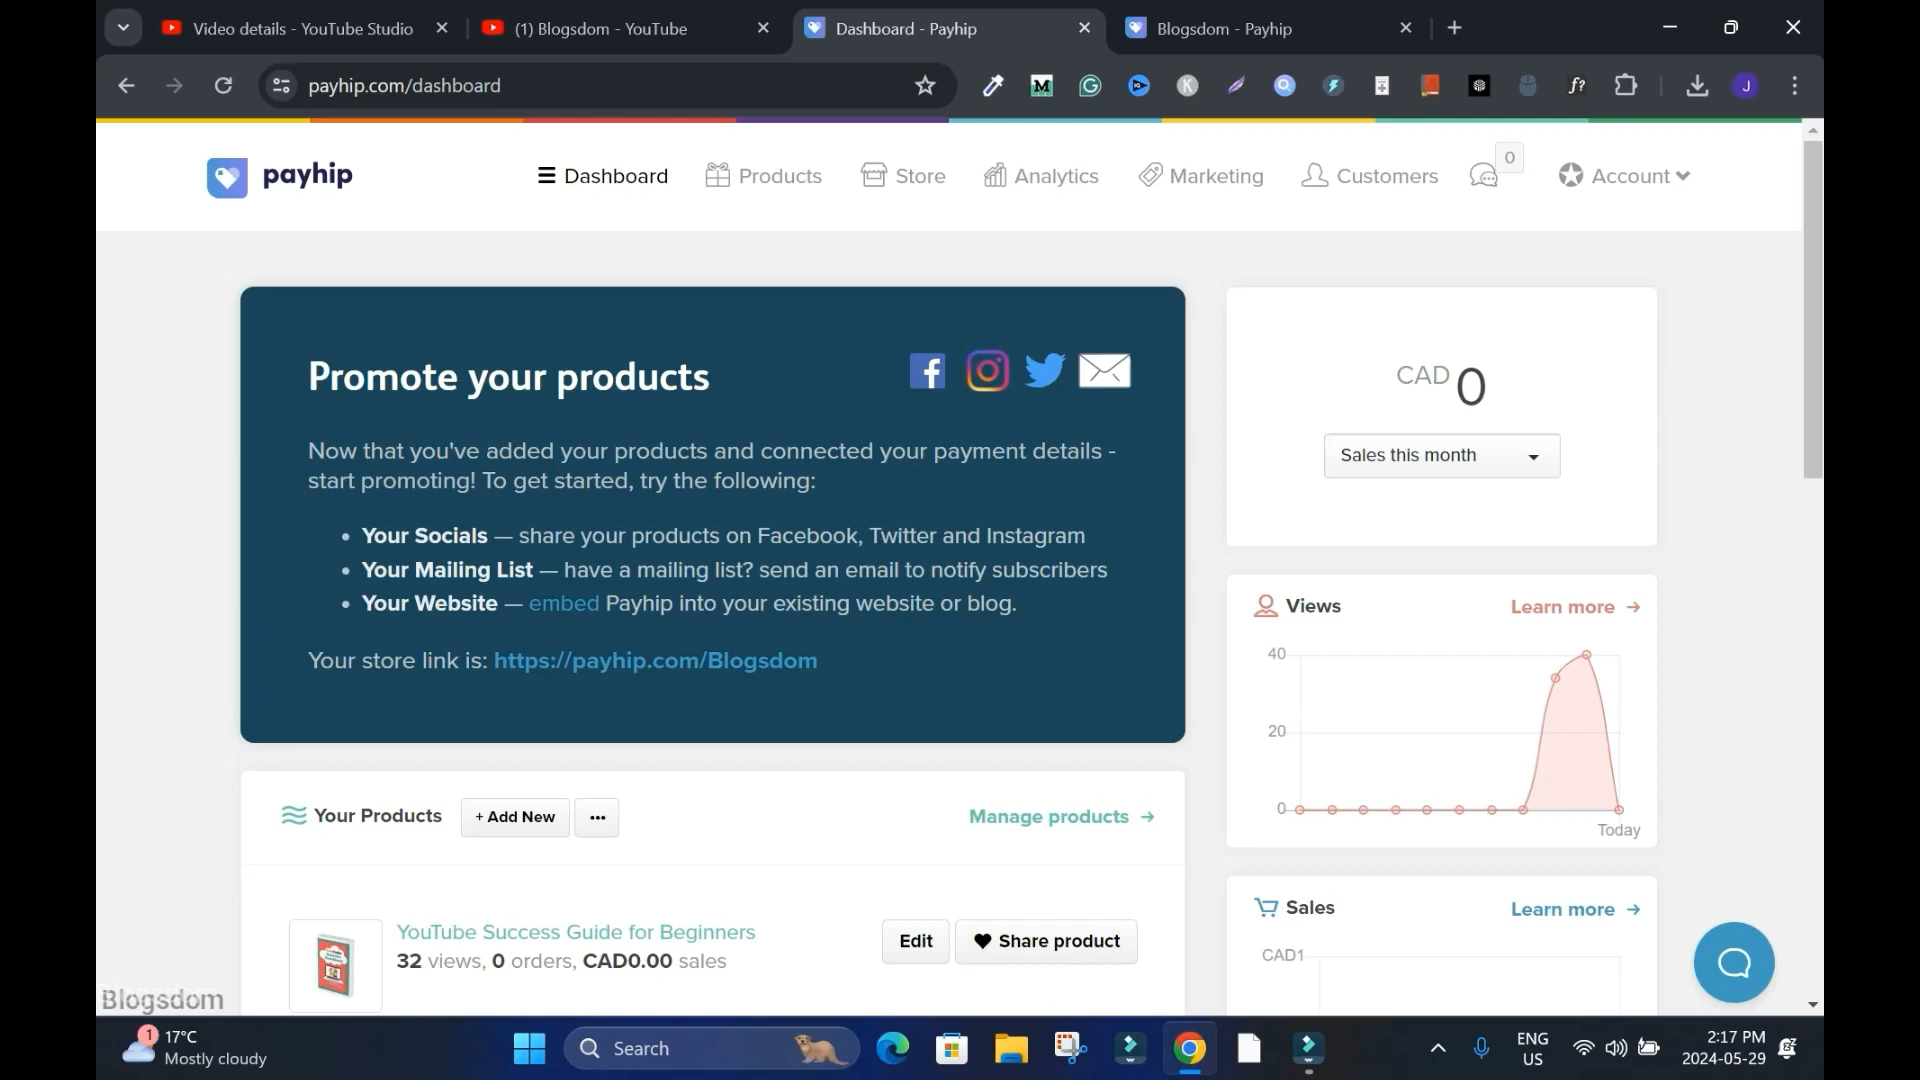 Video details - YouTube Studio
(1) Blogsdom - YouTube
Dashboard - Payhip
Blogsdom - Payhip
payhip.com/dashboard
payhip
Dashboard
Products
Store
Analytics
Marketing
Customers
0
Account
Promote your products
Now that you've added your products and connected your payment details -
start promoting! To get started, try the following:
• Your Socials — share your products on Facebook, Twitter and Instagram
• Your Mailing List — have a mailing list? send an email to notify subscribers
• Your Website — embed Payhip into your existing website or blog.
Your store link is: https://payhip.com/Blogsdom
CAD 0
Sales this month
Views
Learn more →
40
20
0
Today
Your Products
+ Add New
...
Manage products →
YouTube Success Guide for Beginners
32 views, 0 orders, CAD0.00 sales
Edit
Share product
Sales
Learn more →
CAD1
Blogsdom
1
17°C
Mostly cloudy
Search
ENG
US
2:17 PM
2024-05-29